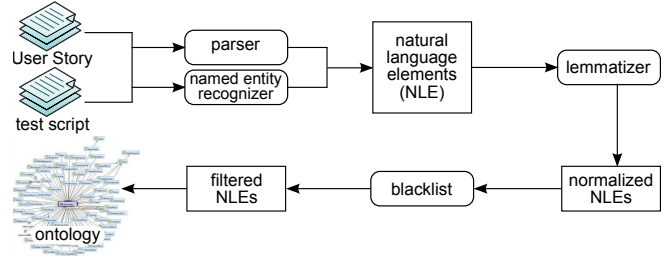 User Story
test script
parser
named entity
recognizer
natural
language
elements
(NLE)
lemmatizer
normalized
NLEs
blacklist
filtered
NLEs
ontology